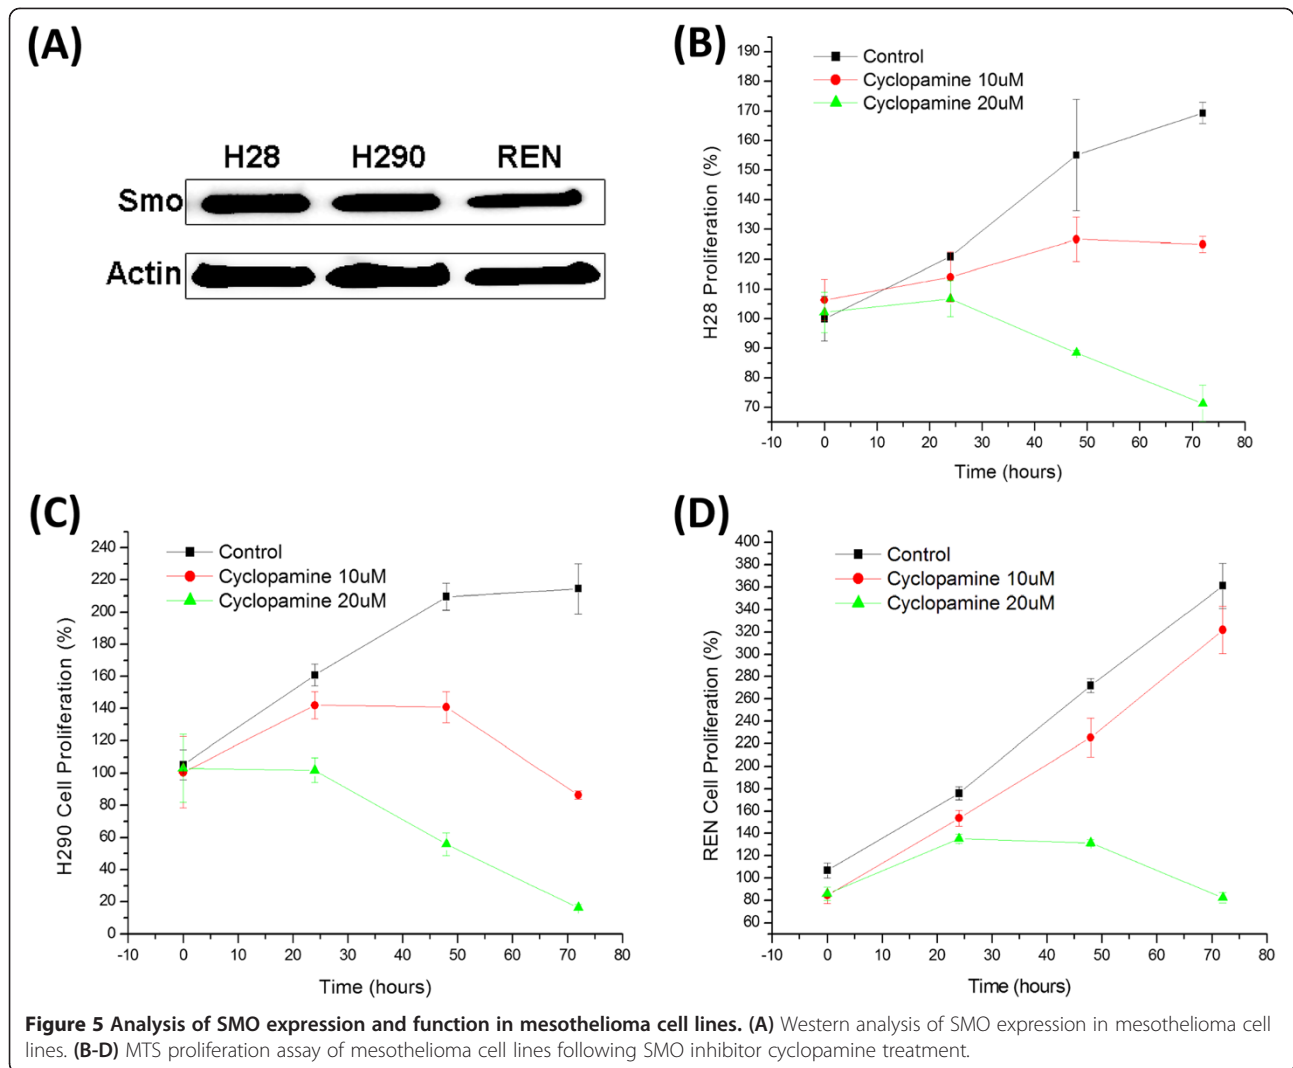 (A)
H28 H290 REN
Smo
Actin
(B)
Control
Cyclopamine 10uM
Cyclopamine 20uM
H28 Proliferation (%)
190
180
170
160
150
140
130
120
110
100
90
80
70
-10 0 10 20 30 40 50 60 70 80
Time (hours)
(C)
Control
Cyclopamine 10uM
Cyclopamine 20uM
H290 Cell Proliferation (%)
240
220
200
180
160
140
120
100
80
60
40
20
0
-10 0 10 20 30 40 50 60 70 80
Time (hours)
(D)
Control
Cyclopamine 10uM
Cyclopamine 20uM
REN Cell Proliferation (%)
400
380
360
340
320
300
280
260
240
220
200
180
160
140
120
100
80
60
-10 0 10 20 30 40 50 60 70 80
Time (hours)
Figure 5 Analysis of SMO expression and function in mesothelioma cell lines. (A) Western analysis of SMO expression in mesothelioma cell
lines. (B-D) MTS proliferation assay of mesothelioma cell lines following SMO inhibitor cyclopamine treatment.